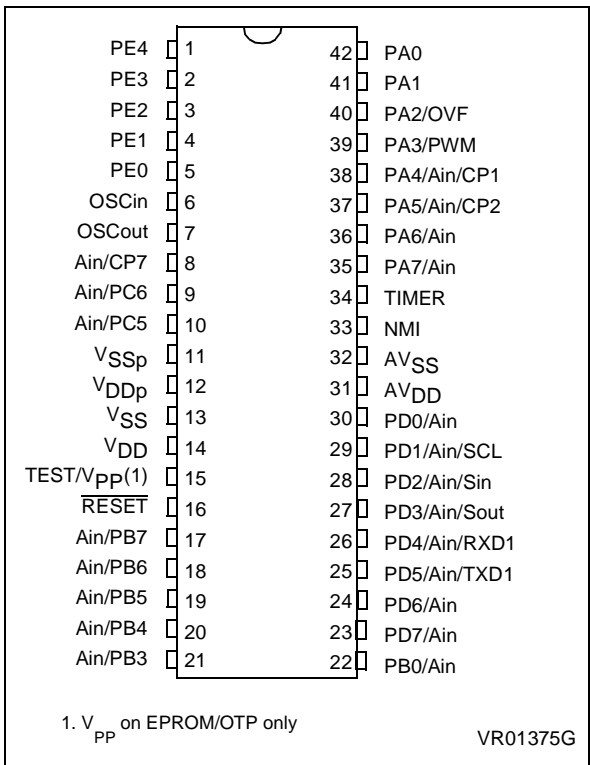 PE4 1 42 PA0
PE3 2 41 PA1
PE2 3 40 PA2/OVF
PE1 4 39 PA3/PWM
PE0 5 38 PA4/Ain/CP1
OSCin 6 37 PA5/Ain/CP2
OSCout 7 36 PA6/Ain
Ain/CP7 8 35 PA7/Ain
Ain/PC6 9 34 TIMER
Ain/PC5 10 33 NMI
VSSp 11 32 AVSS
VDDp 12 31 AVDD
VSS 13 30 PD0/Ain
VDD 14 29 PD1/Ain/SCL
TEST/VPP(1) 15 28 PD2/Ain/Sin
RESET 16 27 PD3/Ain/Sout
Ain/PB7 17 26 PD4/Ain/RXD1
Ain/PB6 18 25 PD5/Ain/TXD1
Ain/PB5 19 24 PD6/Ain
Ain/PB4 20 23 PD7/Ain
Ain/PB3 21 22 PB0/Ain
1. VPP on EPROM/OTP only
VR01375G